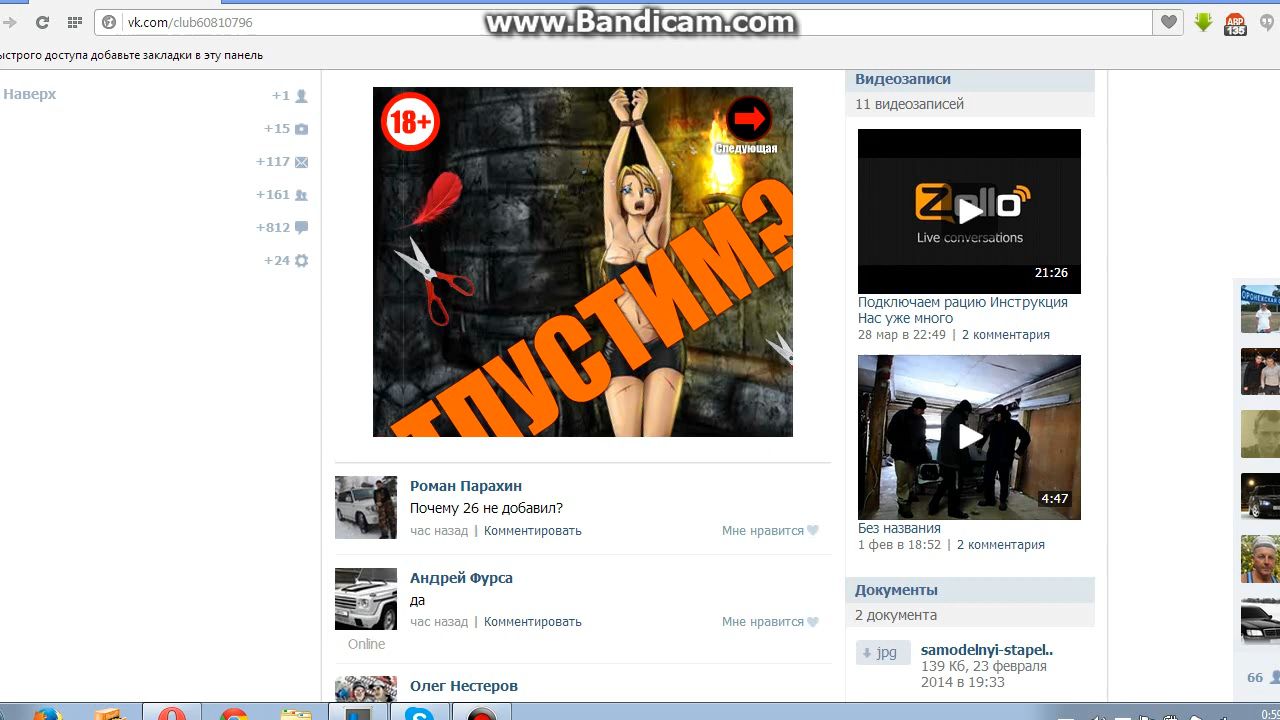 www.Bandicam.com
vk.com/club60810796
ABP
135
ыстрого доступа добавьте закладки в эту панель
Наверх
+1
+15
+117
+161
+812
+24
18+
Следующая
ТПУСТИМ?
Роман Парахин
Почему 26 не добавил?
час назад | Комментировать
Мне нравится
Андрей Фурса
да
час назад | Комментировать
Мне нравится
Online
Олег Нестеров
Видеозаписи
11 видеозаписей
Zello
Live conversations
21:26
Подключаем рацию Инструкция
Нас уже много
28 мар в 22:49 | 2 комментария
4:47
Без названия
1 фев в 18:52 | 2 комментария
Документы
2 документа
jpg
samodelnyi-stapel..
139 Кб, 23 февраля
2014 в 19:33
66